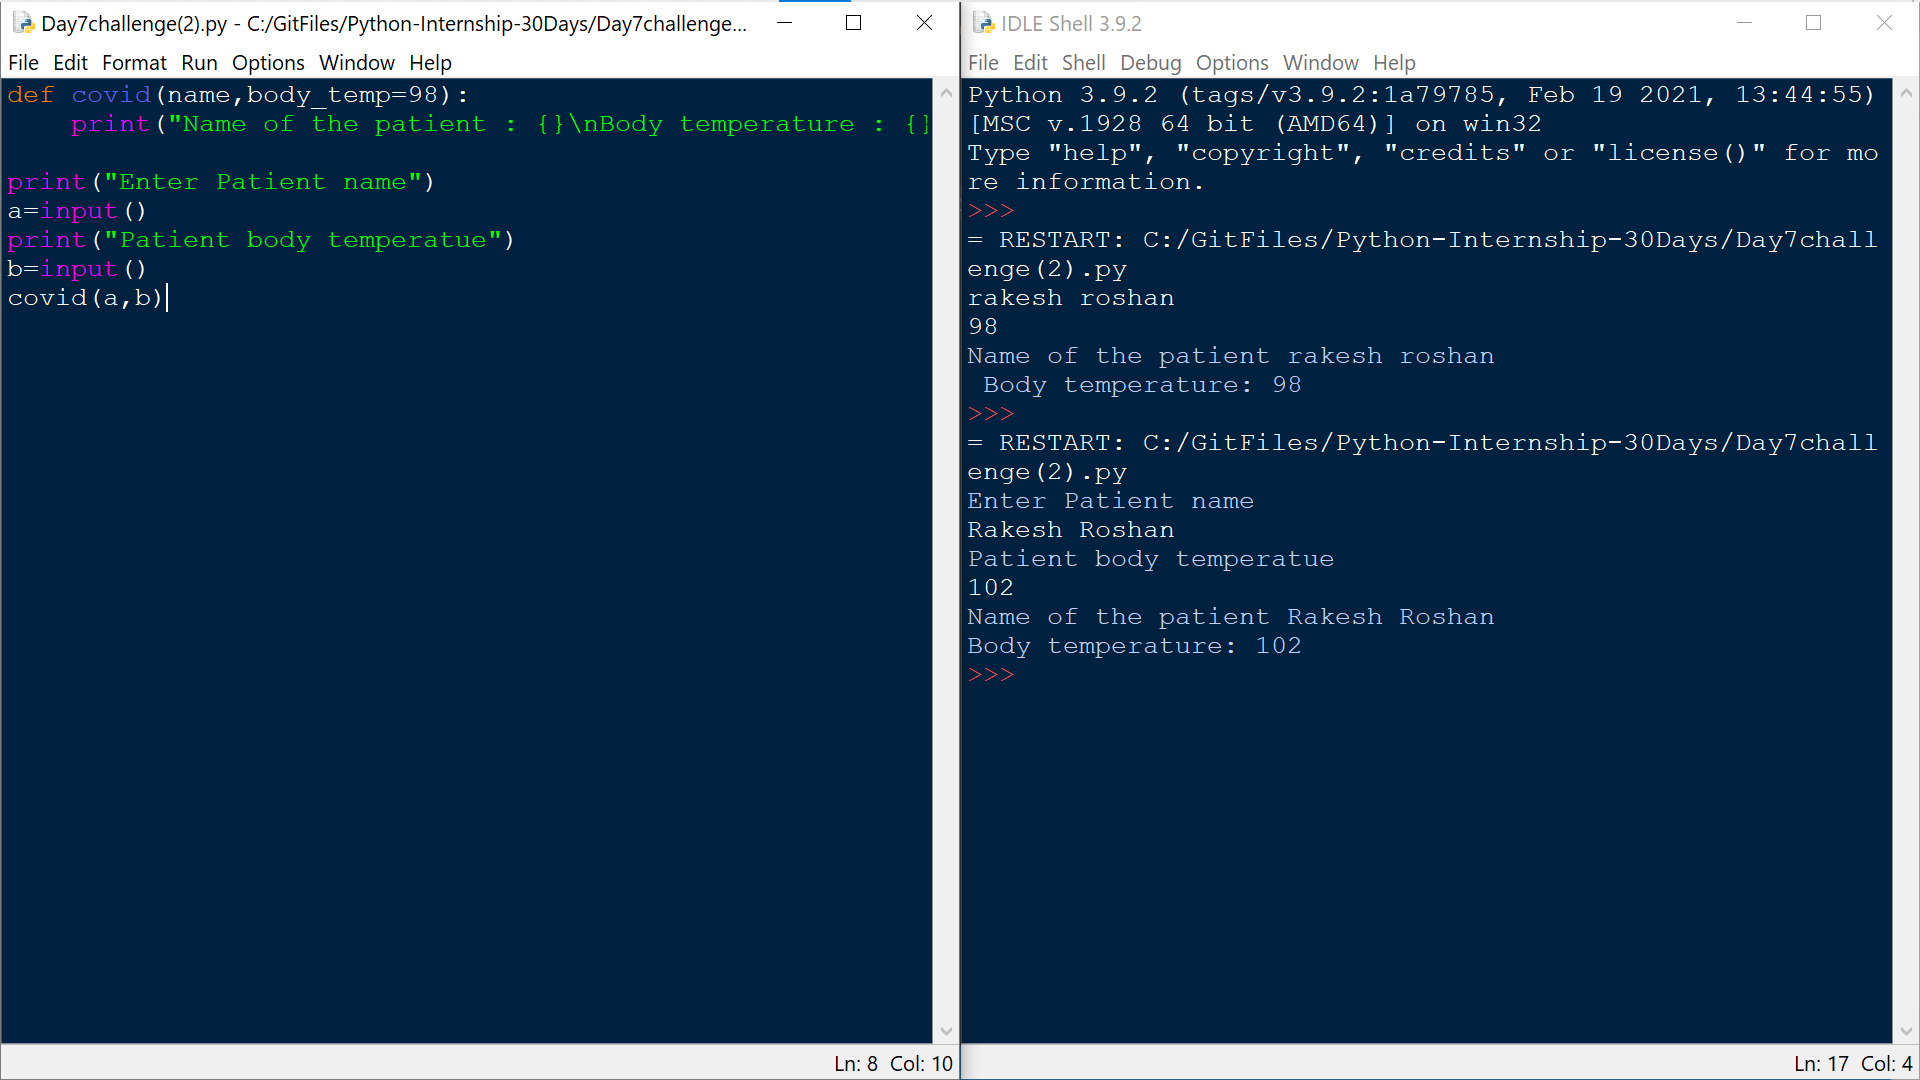 Day7challenge(2).py - C:/GitFiles/Python-Internship-30Days/Day7challenge...
File Edit Format Run Options Window Help
def covid(name,body_temp=98):
    print("Name of the patient : {}\nBody temperature : {}
print("Enter Patient name")
a=input()
print("Patient body temperatue")
b=input()
covid(a,b)
Ln: 8 Col: 10
IDLE Shell 3.9.2
File Edit Shell Debug Options Window Help
Python 3.9.2 (tags/v3.9.2:1a79785, Feb 19 2021, 13:44:55)
[MSC v.1928 64 bit (AMD64)] on win32
Type "help", "copyright", "credits" or "license()" for mo
re information.
>>>
= RESTART: C:/GitFiles/Python-Internship-30Days/Day7chall
enge(2).py
rakesh roshan
98
Name of the patient rakesh roshan
 Body temperature: 98
>>>
= RESTART: C:/GitFiles/Python-Internship-30Days/Day7chall
enge(2).py
Enter Patient name
Rakesh Roshan
Patient body temperatue
102
Name of the patient Rakesh Roshan
Body temperature: 102
>>>
Ln: 17 Col: 4